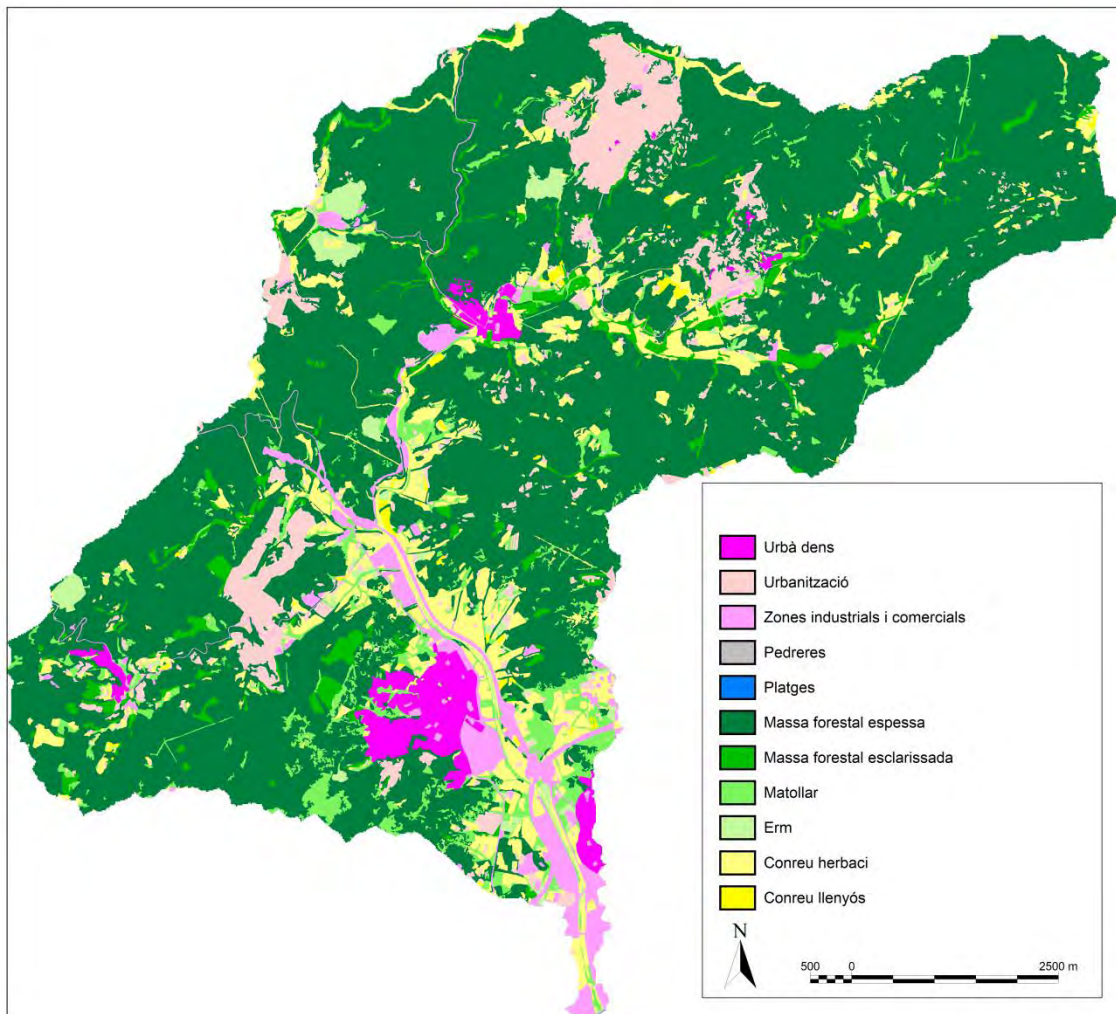 Urbà dens
Urbanització
Zones industrials i comercials
Pedreres
Platges
Massa forestal espessa
Massa forestal esclarissada
Matollar
Erm
Conreu herbaci
Conreu llenyós
N
500 0 2500 m